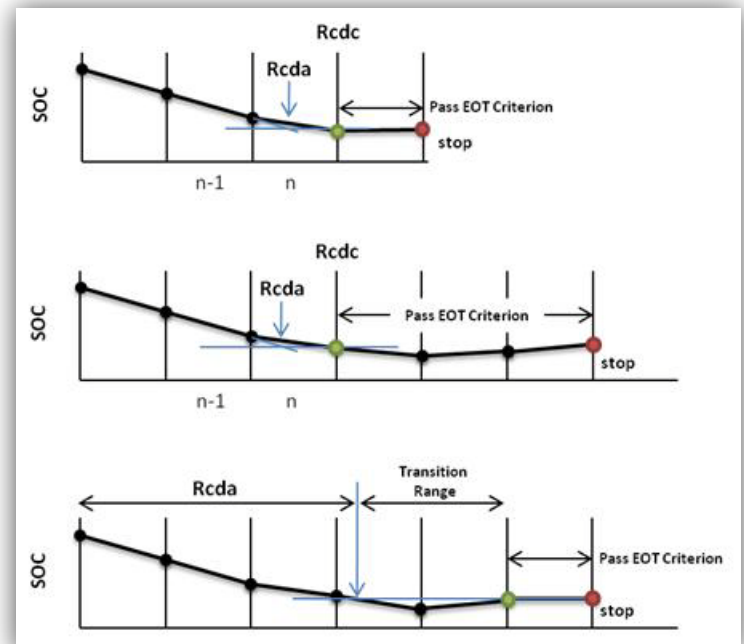 Rcdc
Rcda
SOC
Pass EOT Criterion
stop
n-1 n
Rcdc
Rcda
SOC
Pass EOT Criterion
stop
n-1 n
Rcda
Transition
Range
SOC
Pass EOT Criterion
stop